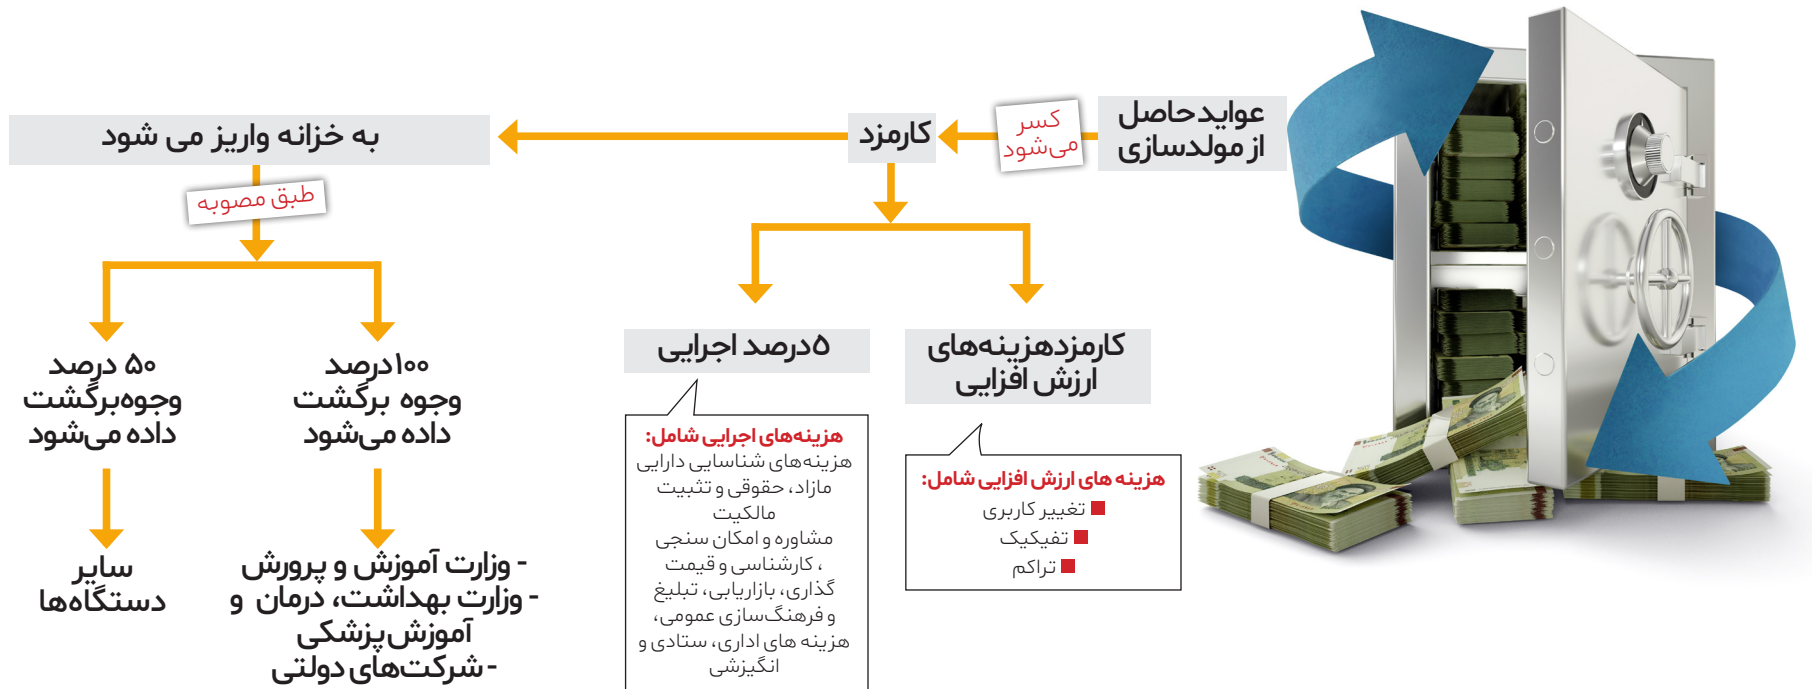 عواید حاصل
از مولدسازی
کسر
می‌شود
کارمزد
به خزانه واریز می شود
طبق مصوبه
کارمزدهزینه‌های
ارزش افزایی
هزینه های ارزش افزایی شامل:
تغییر کاربری
تفیکیک
تراکم
۵درصد اجرایی
هزینه‌های اجرایی شامل:
هزینه‌های شناسایی دارایی
مازاد، حقوقی و تثبیت
مالکیت
مشاوره و امکان سنجی
، کارشناسی و قیمت
گذاری، بازاریابی، تبلیغ
و فرهنگ‌سازی عمومی،
هزینه های اداری، ستادی و
انگیزشی
۱۰۰درصد
وجوه برگشت
داده می‌شود
- وزارت آموزش و پرورش
- وزارت بهداشت، درمان و
آموزش‌پزشکی
- شرکت‌های دولتی
۵۰ درصد
وجوه‌برگشت
داده می‌شود
سایر
دستگاه‌ها